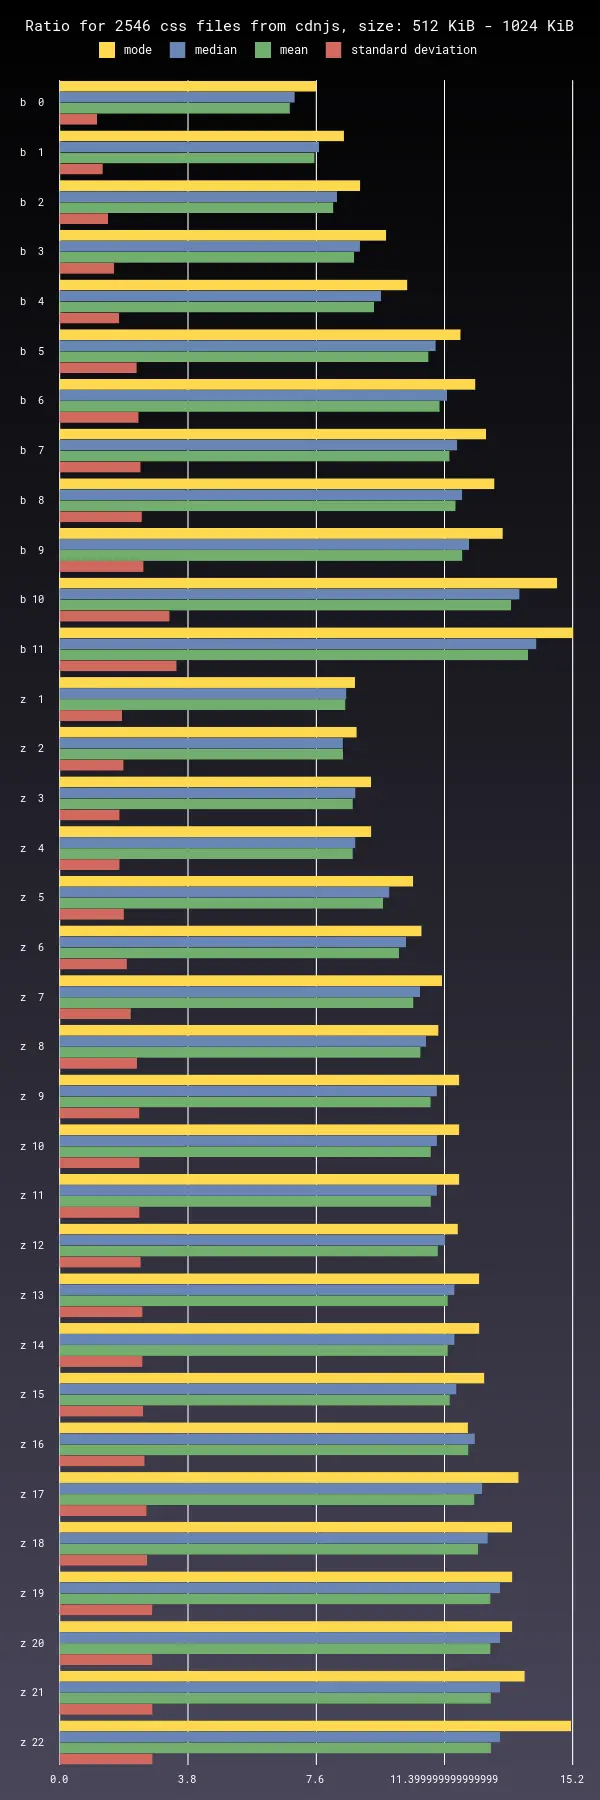 Ratio for 2546 css files from cdnjs, size: 512 KiB - 1024 KiB
mode median mean standard deviation
b 0
b 1
b 2
b 3
b 4
b 5
b 6
b 7
b 8
b 9
b 10
b 11
z 1
z 2
z 3
z 4
z 5
z 6
z 7
z 8
z 9
z 10
z 11
z 12
z 13
z 14
z 15
z 16
z 17
z 18
z 19
z 20
z 21
z 22
0.0 3.8 7.6 11.399999999999999 15.2